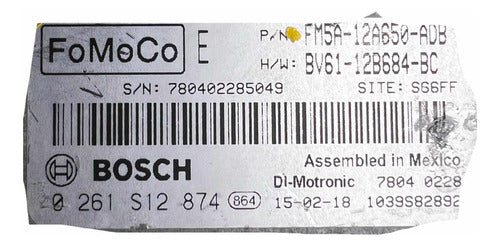 FoMoCo E P/N FM5A-12A650-ADB
H/W: BV61-12B684-BC
S/N: 780402285049 SITE: SG6FF
BOSCH Assembled in Mexico
DI-Motronic 7804 0228
0 261 S12 874 864 15-02-18 1039S82892